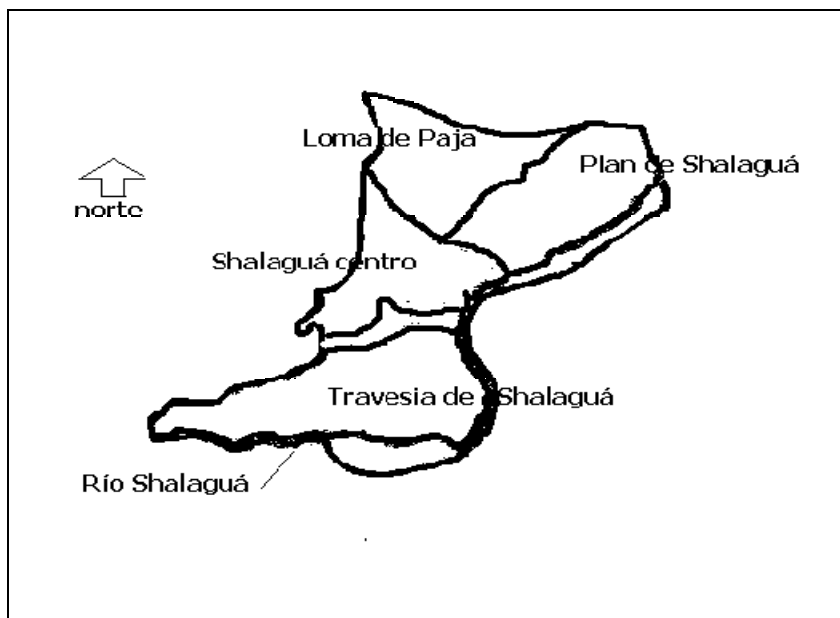 Loma de Paja
Plan de Shalaguá
norte
Shalaguá centro
Travesia de Shalaguá
Río Shalaguá